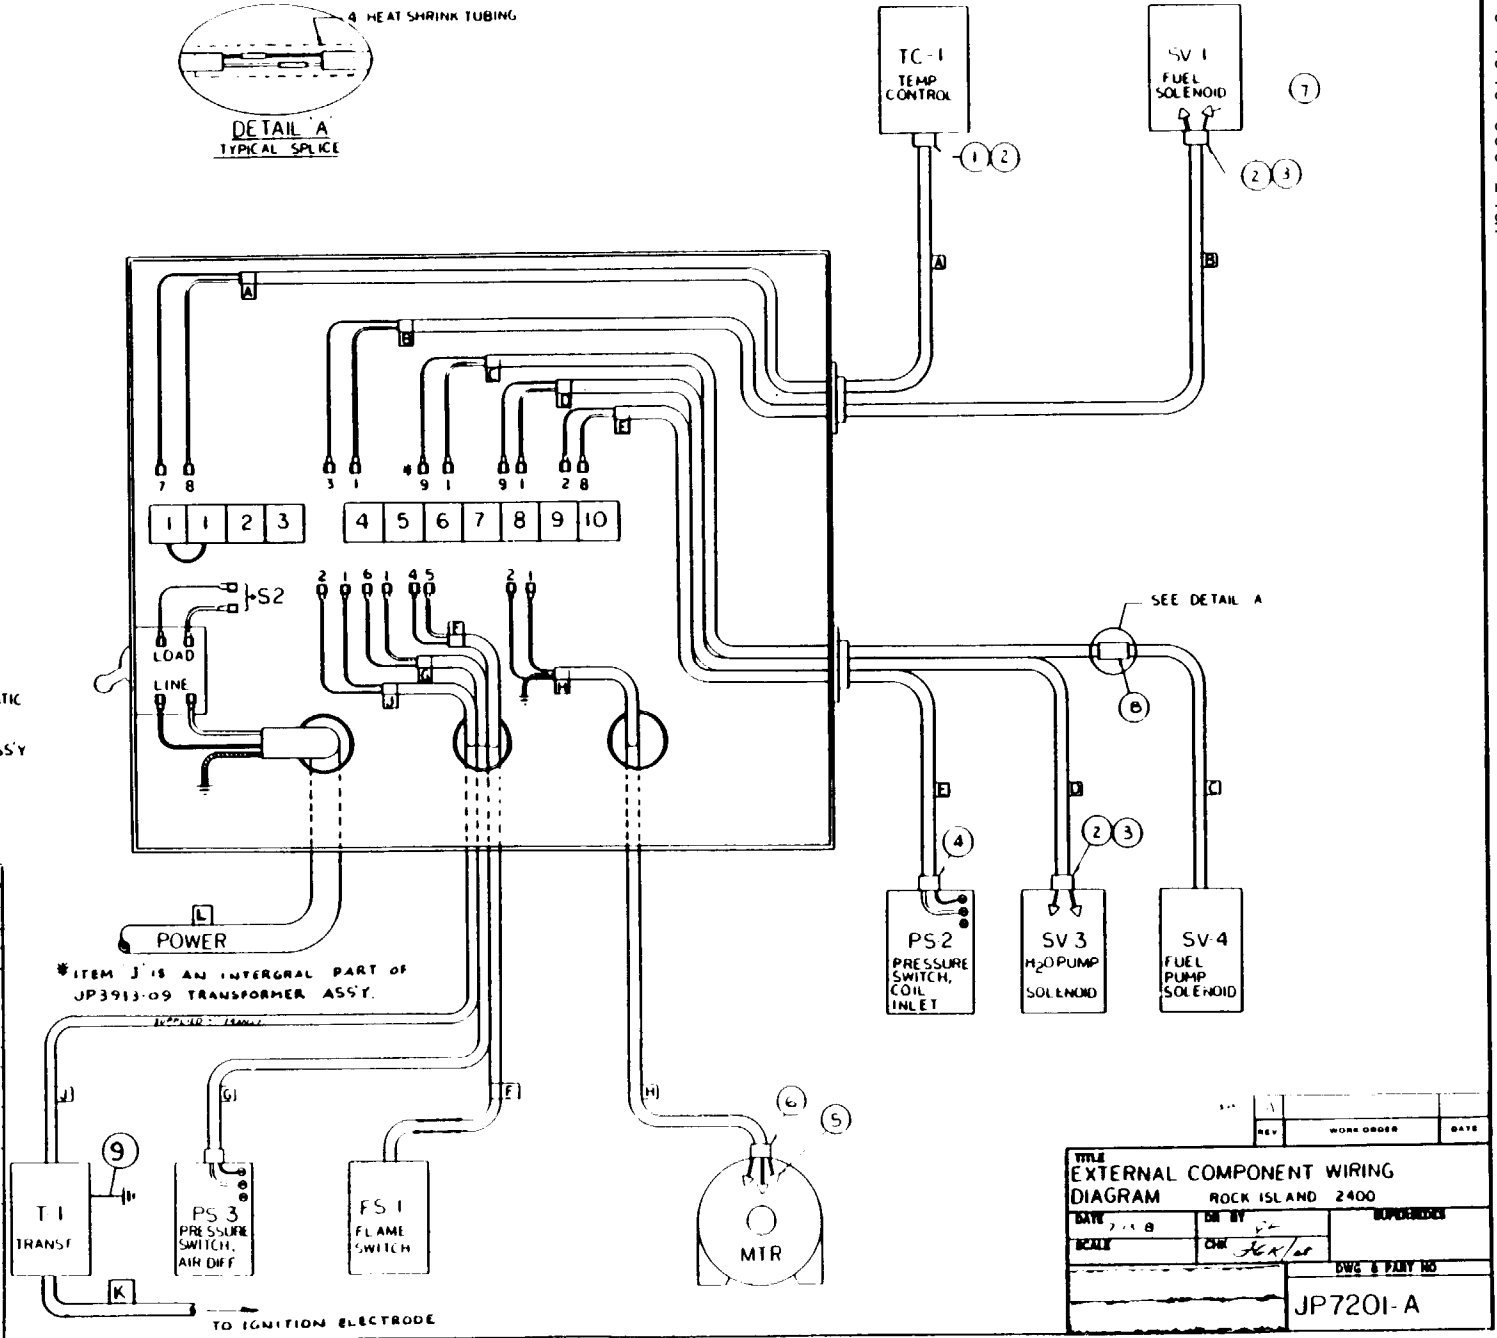 4 HEAT SHRINK TUBING
DETAIL 'A'
TYPICAL SPLICE
TC-1
TEMP
CONTROL
1 2
SV 1
FUEL
SOLENOID
7
2 3
A
B
A
B
C
D
E
7 8
3 1
* 9 1
9 1
2 8
1 1 2 3
4 5 6 7 8 9 10
2 1 6 1 4 5
2 1
S2
LOAD
LINE
F
G
J
H
TIC
SS'Y
SEE DETAIL A
8
E
D
C
4
2 3
PS-2
PRESSURE
SWITCH,
COIL
INLET
SV 3
H2O PUMP
SOLENOID
SV-4
FUEL
PUMP
SOLENOID
L
POWER
* ITEM 'J' IS AN INTERGRAL PART OF
JP3913-09 TRANSFORMER ASS'Y.
J
G
F
H
9
6
5
T 1
TRANSF
PS 3
PRESSURE
SWITCH,
AIR DIFF
FS 1
FLAME
SWITCH
MTR
K
TO IGNITION ELECTRODE
REV WORK ORDER DATE
TITLE
EXTERNAL COMPONENT WIRING
DIAGRAM ROCK ISLAND 2400
DATE DR BY SUPERSEDES
SCALE CHK
DWG & PART NO
JP7201-A